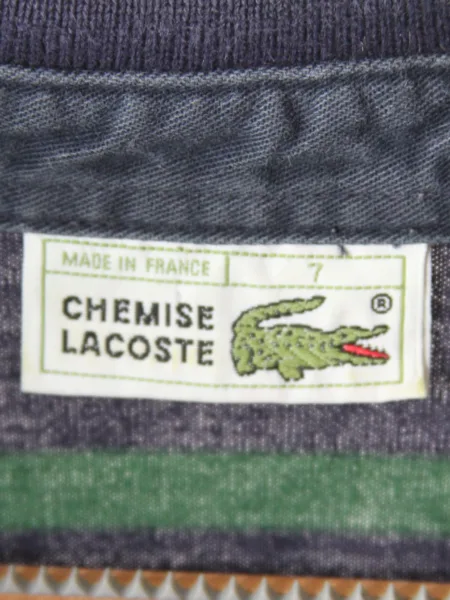 MADE IN FRANCE 7
CHEMISE
LACOSTE
®